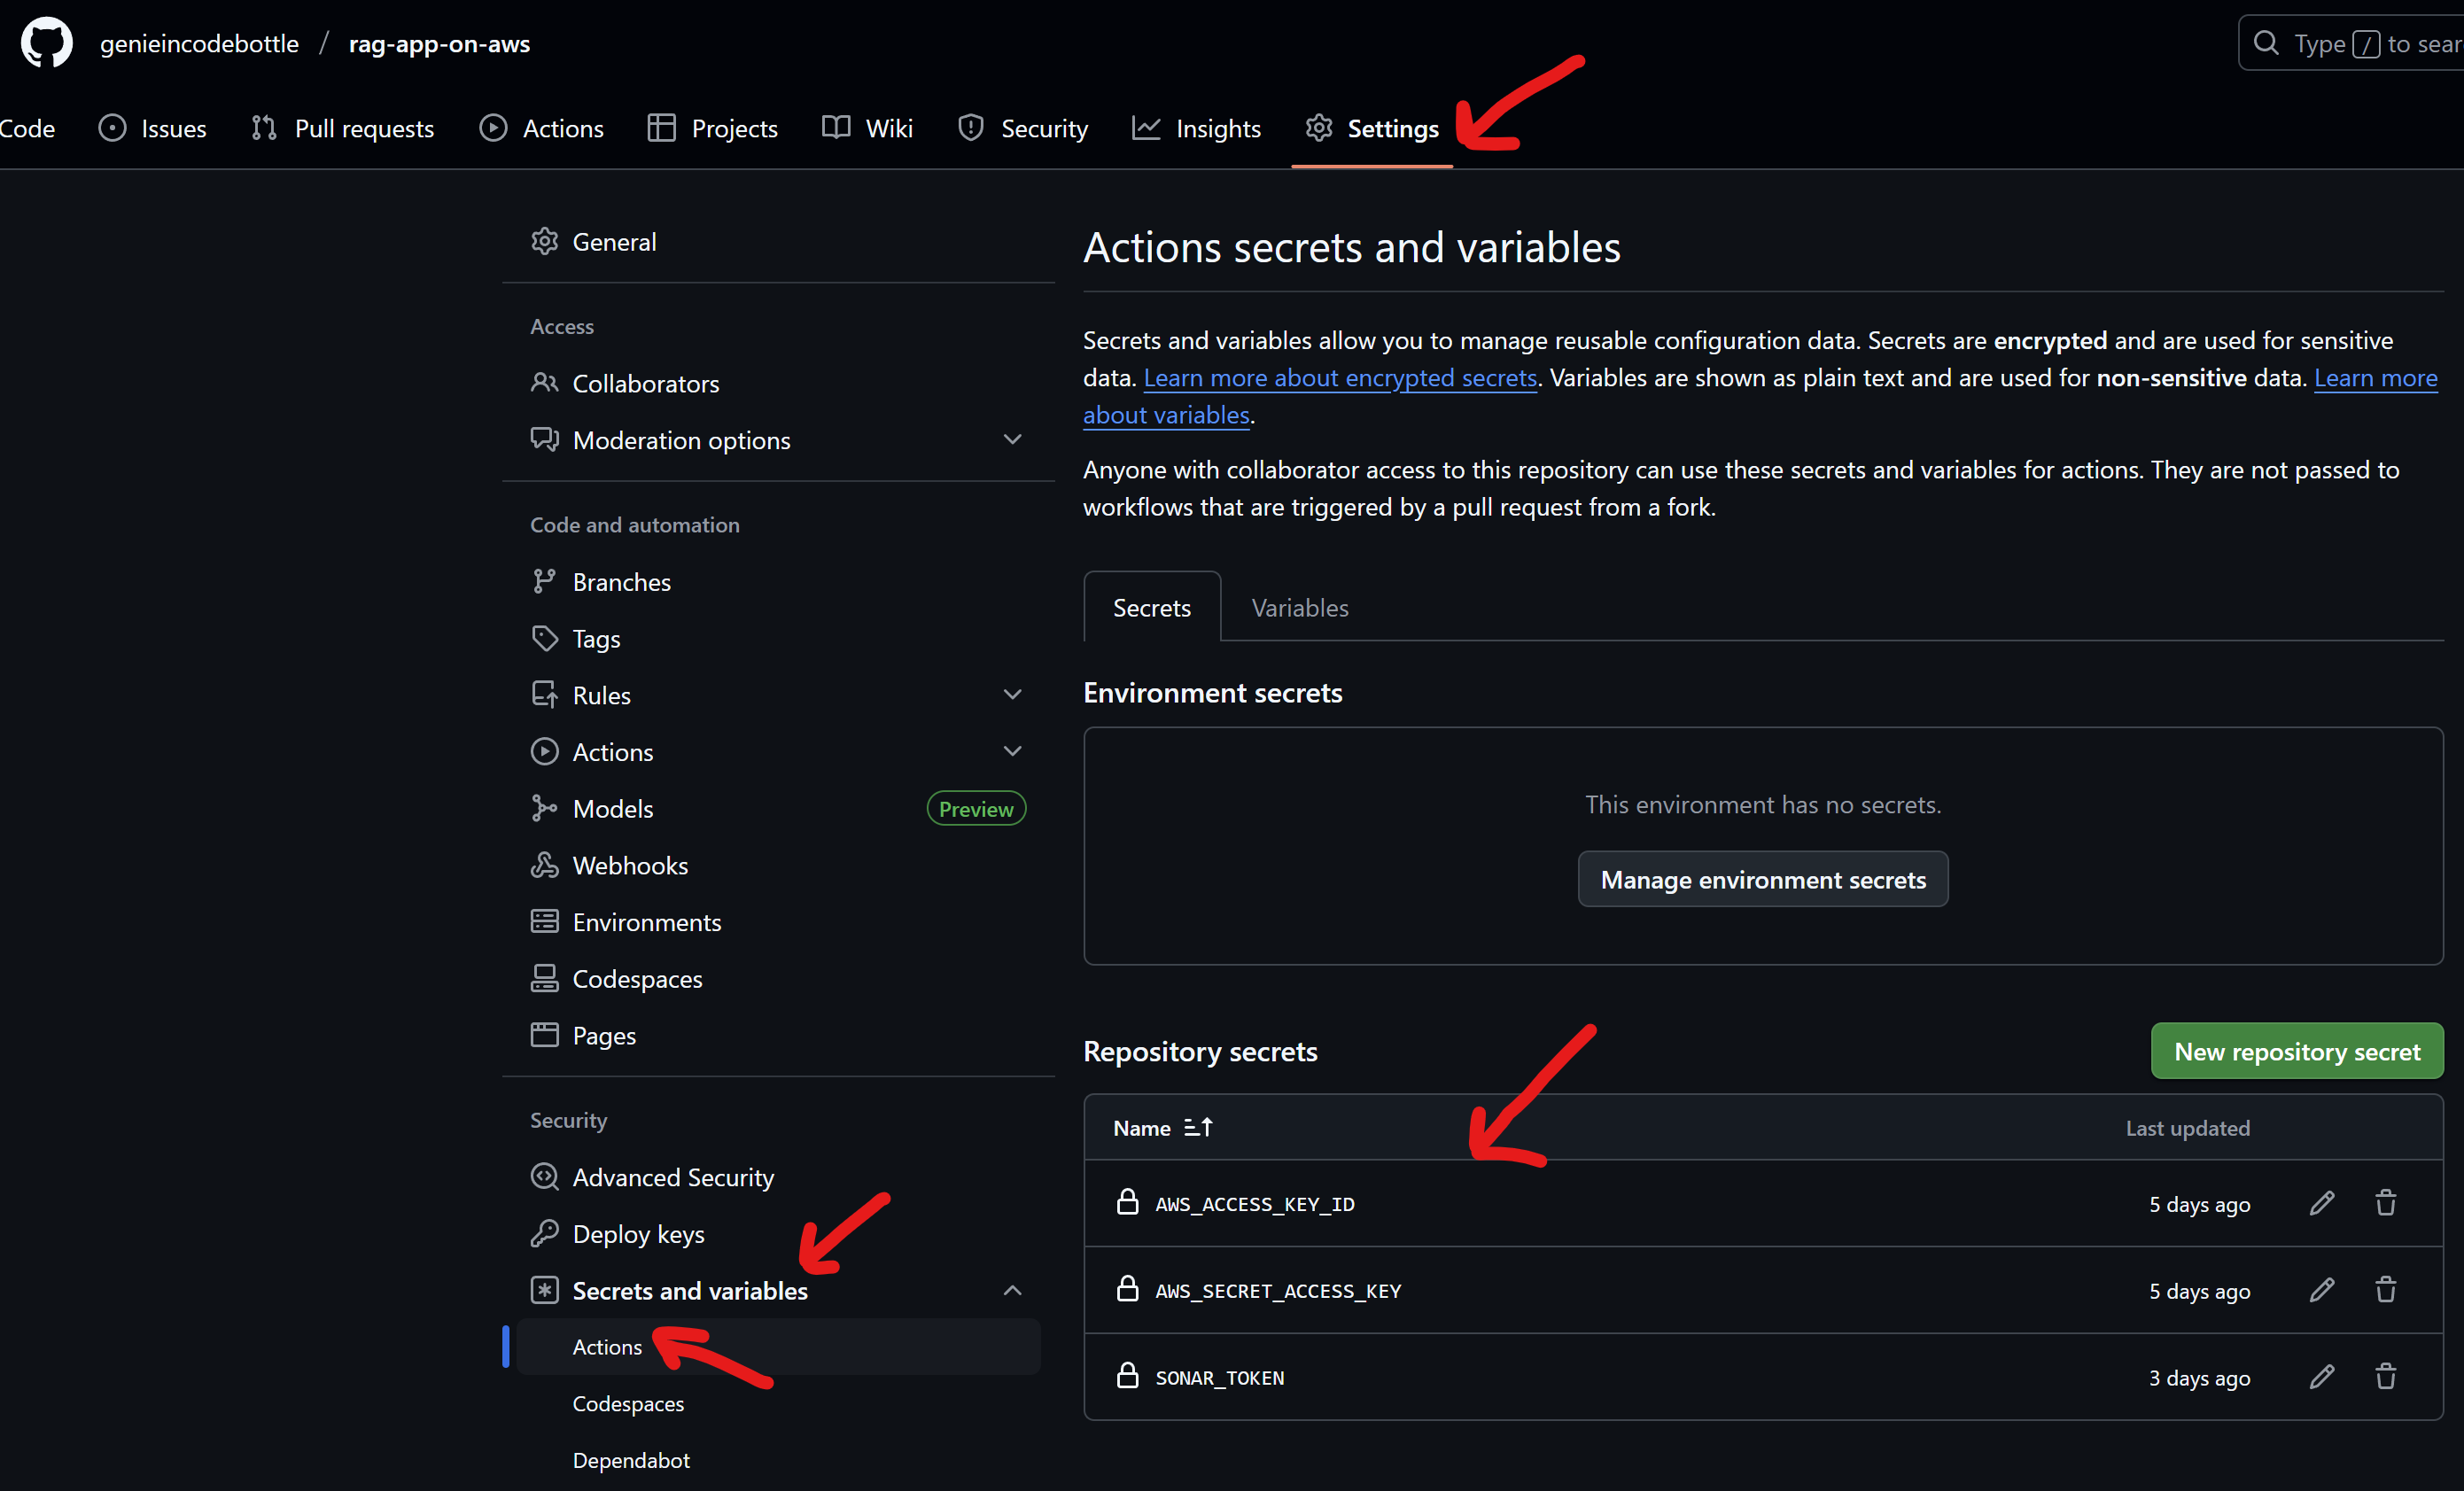 genieincodebottle / rag-app-on-aws
Type / to sear
Code Issues Pull requests Actions Projects Wiki Security Insights Settings
General
Access
Collaborators
Moderation options
Code and automation
Branches
Tags
Rules
Actions
Models Preview
Webhooks
Environments
Codespaces
Pages
Security
Advanced Security
Deploy keys
Secrets and variables
Actions
Codespaces
Dependabot
Actions secrets and variables
Secrets and variables allow you to manage reusable configuration data. Secrets are encrypted and are used for sensitive
data. Learn more about encrypted secrets. Variables are shown as plain text and are used for non-sensitive data. Learn more
about variables.
Anyone with collaborator access to this repository can use these secrets and variables for actions. They are not passed to
workflows that are triggered by a pull request from a fork.
Secrets Variables
Environment secrets
This environment has no secrets.
Manage environment secrets
Repository secrets New repository secret
Name Last updated
AWS_ACCESS_KEY_ID 5 days ago
AWS_SECRET_ACCESS_KEY 5 days ago
SONAR_TOKEN 3 days ago